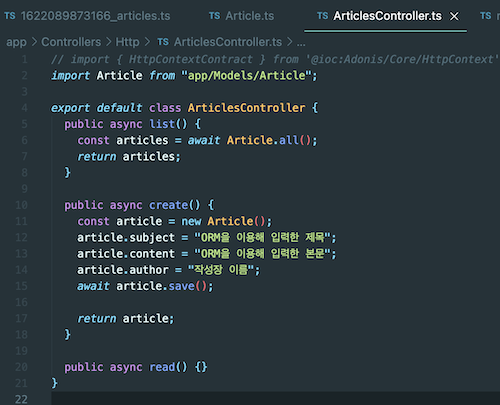 TS 1622089873166_articles.ts TS Article.ts TS ArticlesController.ts ×
app > Controllers > Http > TS ArticlesController.ts > ...
1 // import { HttpContextContract } from '@ioc:Adonis/Core/HttpContext'
2 import Article from "app/Models/Article";
3
4 export default class ArticlesController {
5 public async list() {
6 const articles = await Article.all();
7 return articles;
8 }
9
10 public async create() {
11 const article = new Article();
12 article.subject = "ORM을 이용해 입력한 제목";
13 article.content = "ORM을 이용해 입력한 본문";
14 article.author = "작성장 이름";
15 await article.save();
16
17 return article;
18 }
19
20 public async read() {}
21 }
22